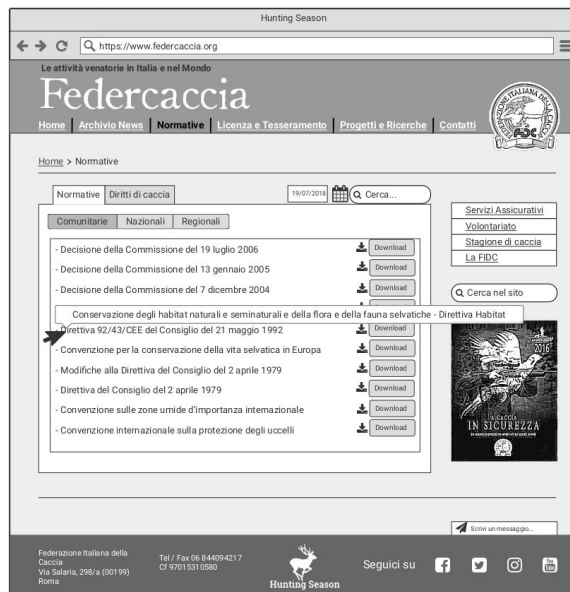 Hunting Season
https://www.federcaccia.org
Le attività venatorie in Italia e nel Mondo
Federcaccia
Home Archivio News Normative Licenza e Tesseramento Progetti e Ricerche Contatti
FEDERAZIONE ITALIANA DELLA CACCIA
FIDC
Home > Normative
Normative Diritti di caccia 19/07/2018 Cerca...
Comunitarie Nazionali Regionali
- Decisione della Commissione del 19 luglio 2006 Download
- Decisione della Commissione del 13 gennaio 2005 Download
- Decisione della Commissione del 7 dicembre 2004 Download
Conservazione degli habitat naturali e seminaturali e della flora e della fauna selvatiche - Direttiva Habitat
- Direttiva 92/43/CEE del Consiglio del 21 maggio 1992 Download
- Convenzione per la conservazione della vita selvatica in Europa Download
- Modifiche alla Direttiva del Consiglio del 2 aprile 1979 Download
- Direttiva del Consiglio del 2 aprile 1979 Download
- Convenzione sulle zone umide d'importanza internazionale Download
- Convenzione internazionale sulla protezione degli uccelli Download
Servizi Assicurativi
Volontariato
Stagione di caccia
La FIDC
Cerca nel sito
2016
A CACCIA
IN SICUREZZA
Scrivi un messaggio...
Federazione Italiana della
Caccia
Via Salaria, 298/a (00199)
Roma
Tel / Fax 06 844094217
Cf 97015310580
Hunting Season
Seguici su
You
Tube